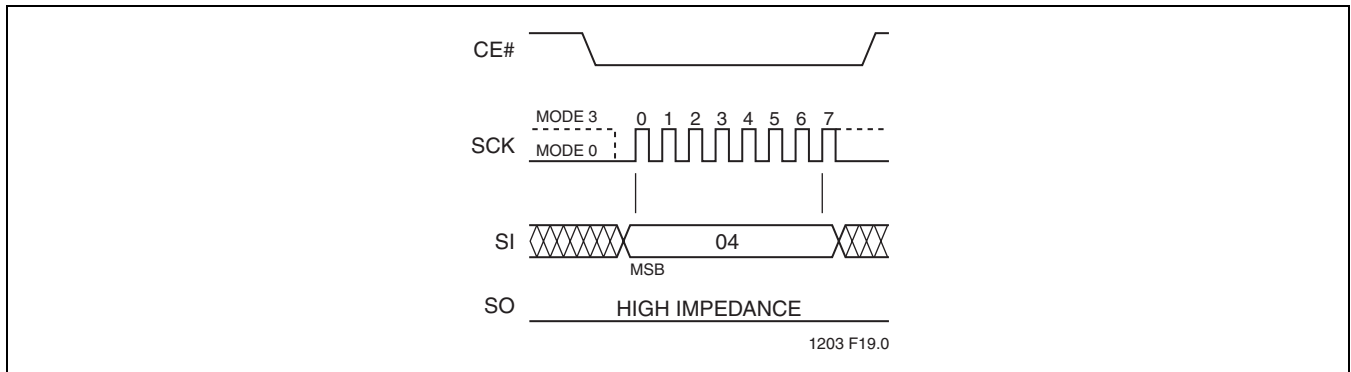 CE#
MODE 3
0 1 2 3 4 5 6 7
SCK
MODE 0
SI
04
MSB
SO
HIGH IMPEDANCE
1203 F19.0